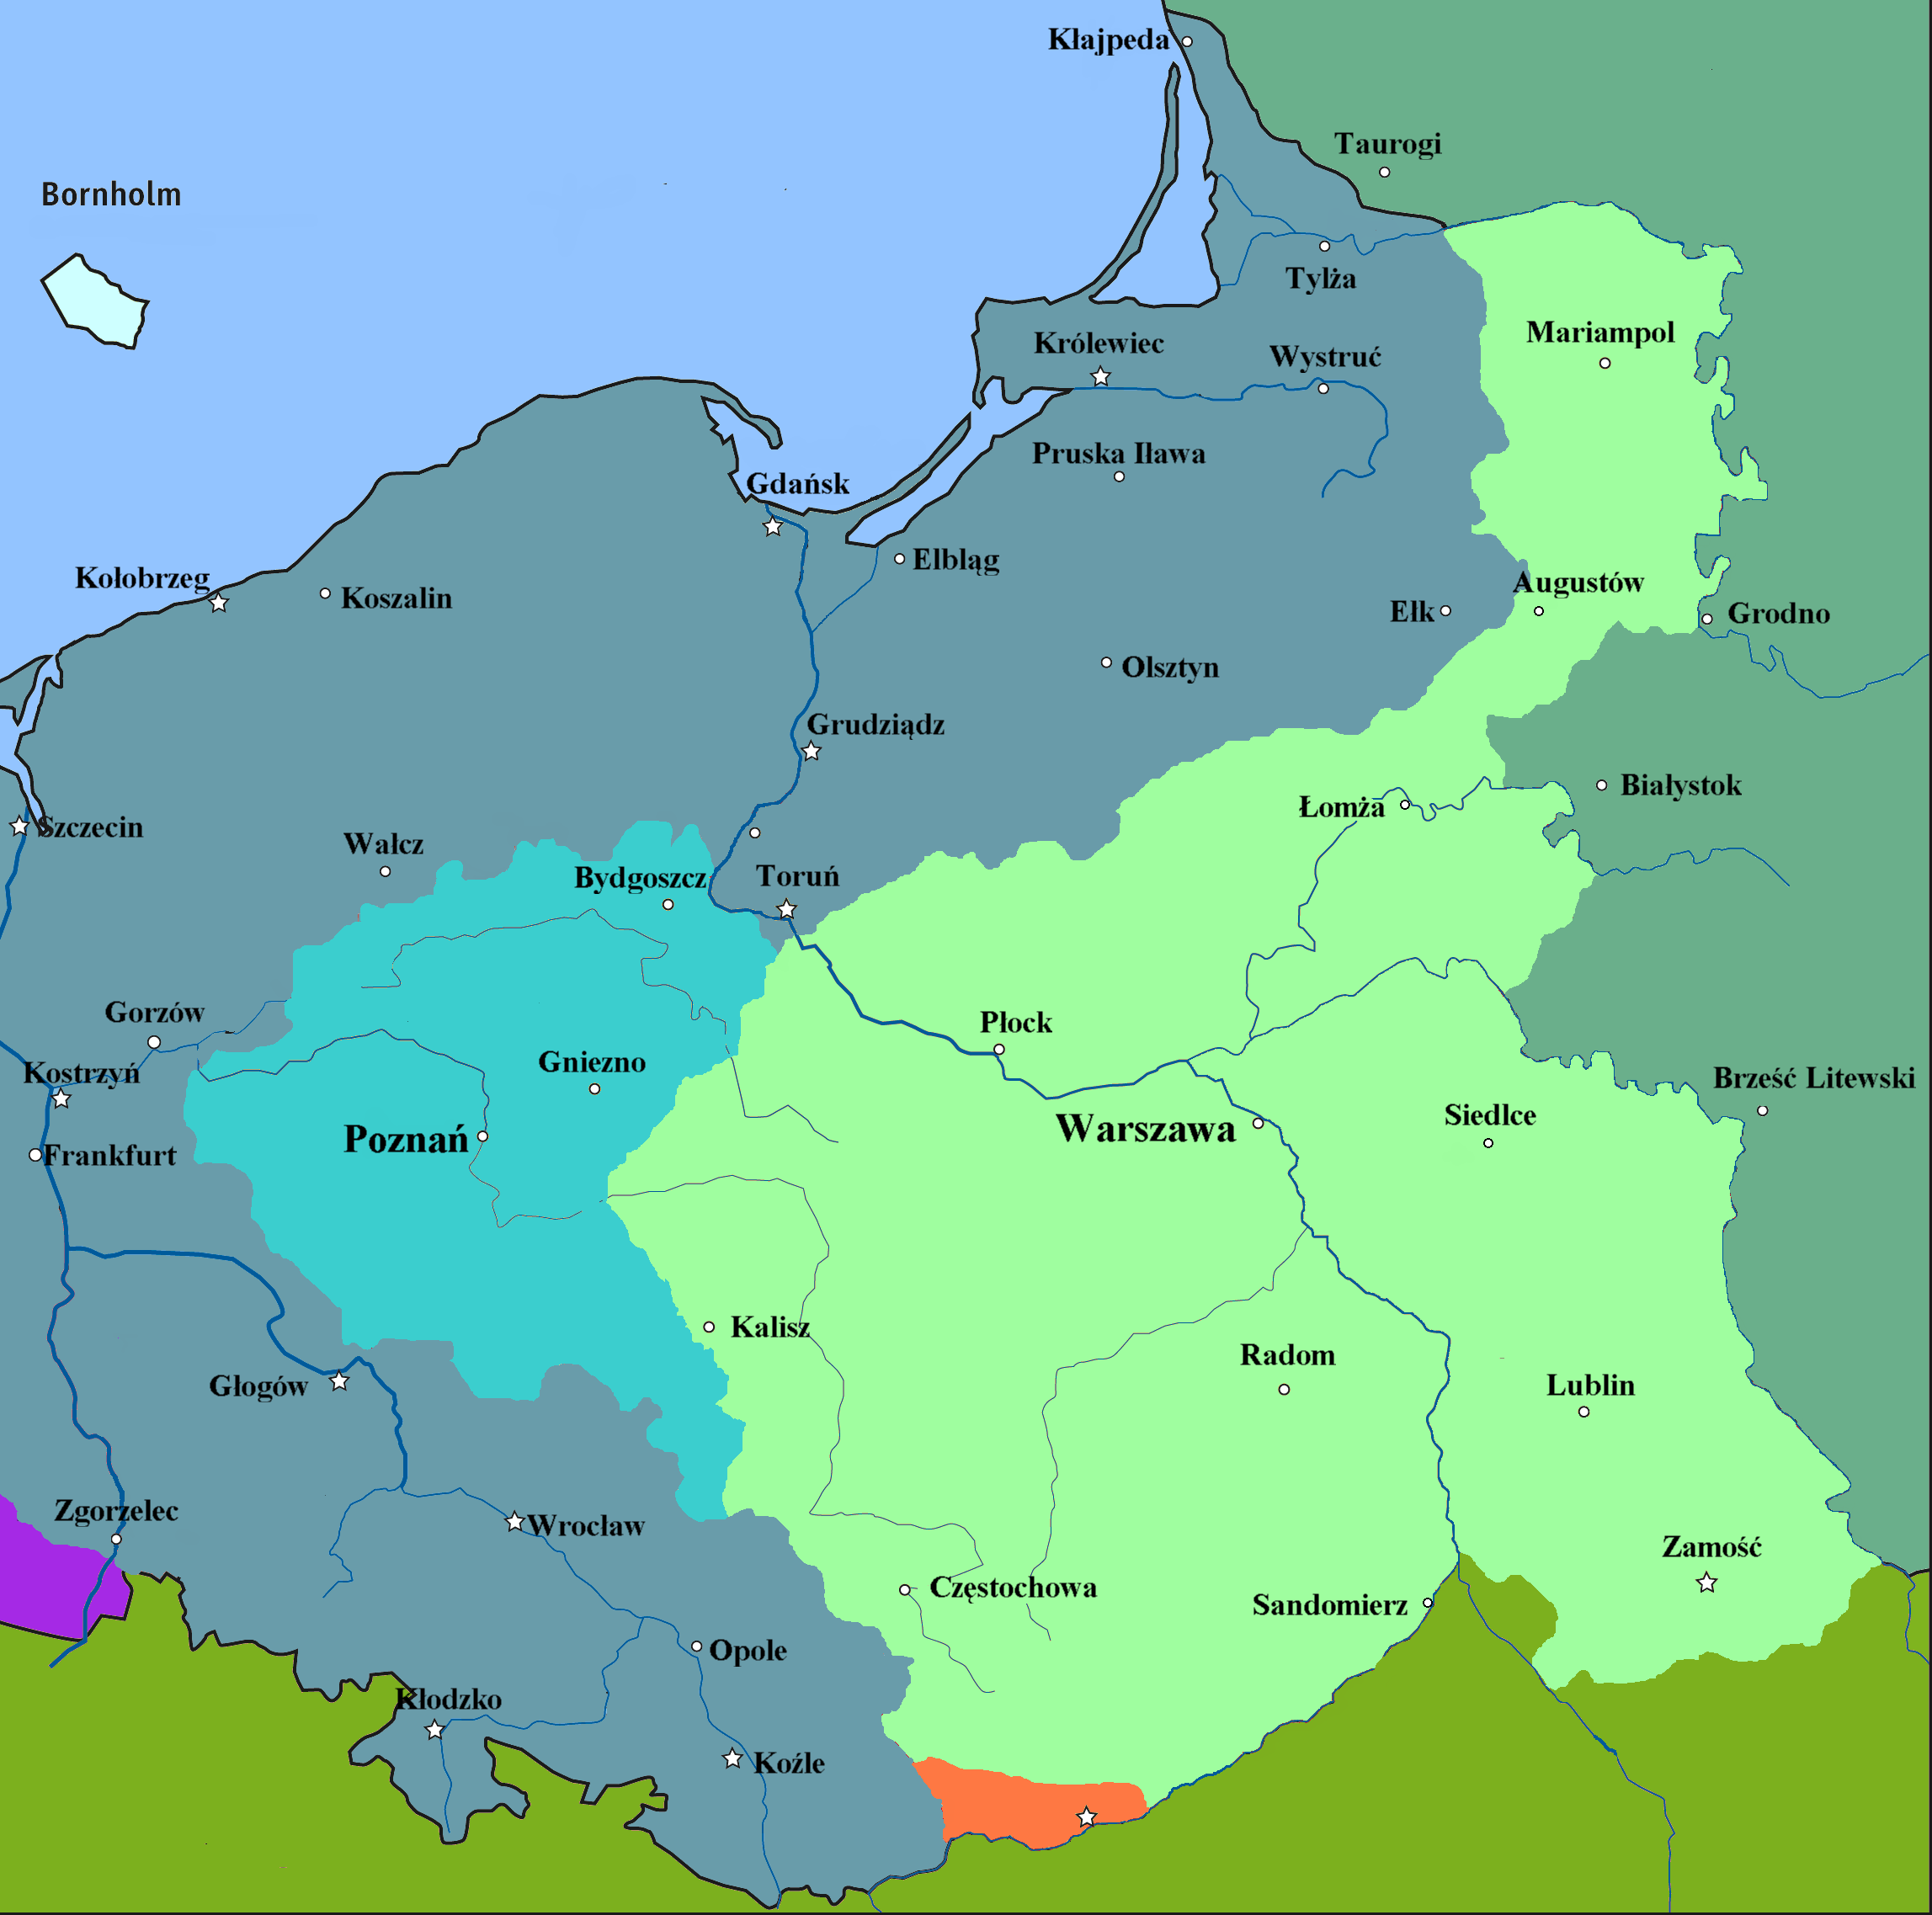 Kłajpeda
Taurogi
Bornholm
Tylża
Mariampol
Królewiec
Wystruć
Pruska Iława
Gdańsk
Elbląg
Kołobrzeg
Koszalin
Augustów
Ełk
Grodno
Olsztyn
Grudziądz
Białystok
Łomża
Szczecin
Wałcz
Bydgoszcz
Toruń
Gorzów
Płock
Gniezno
Kostrzyń
Brześć Litewski
Siedlce
Warszawa
Poznań
Frankfurt
Kalisz
Radom
Głogów
Lublin
Zgorzelec
Wrocław
Zamość
Częstochowa
Sandomierz
Opole
Kłodzko
Koźle